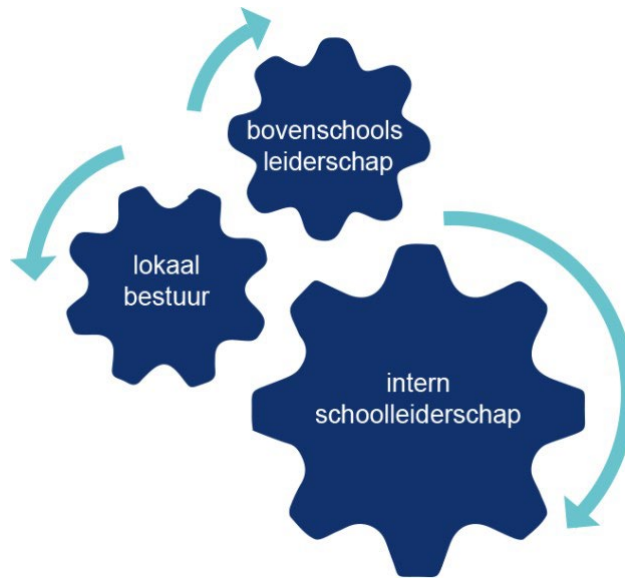 bovenschools
leiderschap
lokaal
bestuur
intern
schoolleiderschap